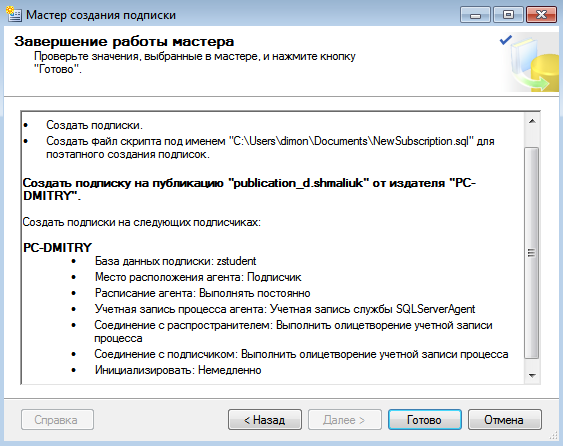 Мастер создания подписки
Завершение работы мастера
Проверьте значения, выбранные в мастере, и нажмите кнопку
"Готово".
• Создать подписки.
• Создать файл скрипта под именем "C:\Users\dimon\Documents\NewSubscription.sql" для
поэтапного создания подписок.
Создать подписку на публикацию "publication_d.shmaliuk" от издателя "PC-
DMITRY".
Создать подписки на следующих подписчиках:
PC-DMITRY
• База данных подписки: zstudent
• Место расположения агента: Подписчик
• Расписание агента: Выполнять постоянно
• Учетная запись процесса агента: Учетная запись службы SQLServerAgent
• Соединение с распространителем: Выполнить олицетворение учетной записи
процесса
• Соединение с подписчиком: Выполнить олицетворение учетной записи процесса
• Инициализировать: Немедленно
Справка
< Назад
Далее >
Готово
Отмена